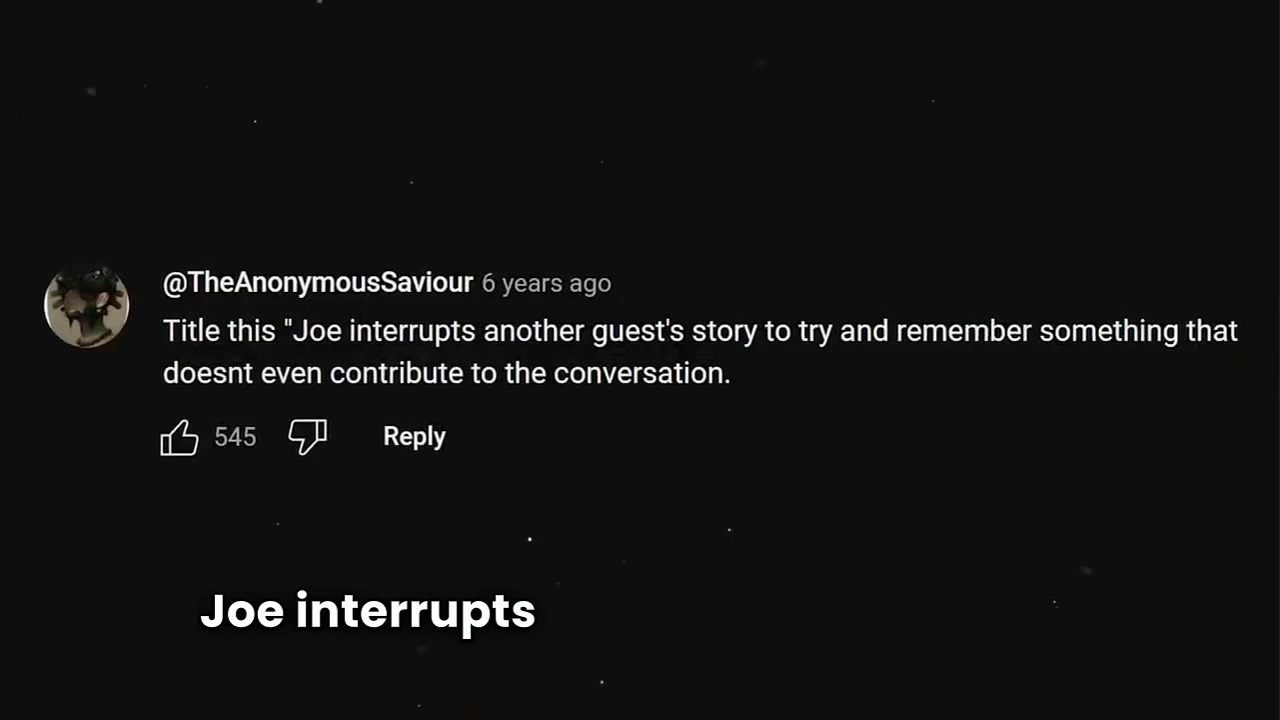 @TheAnonymousSaviour 6 years ago
Title this "Joe interrupts another guest's story to try and remember something that
doesnt even contribute to the conversation.
545 Reply
Joe interrupts